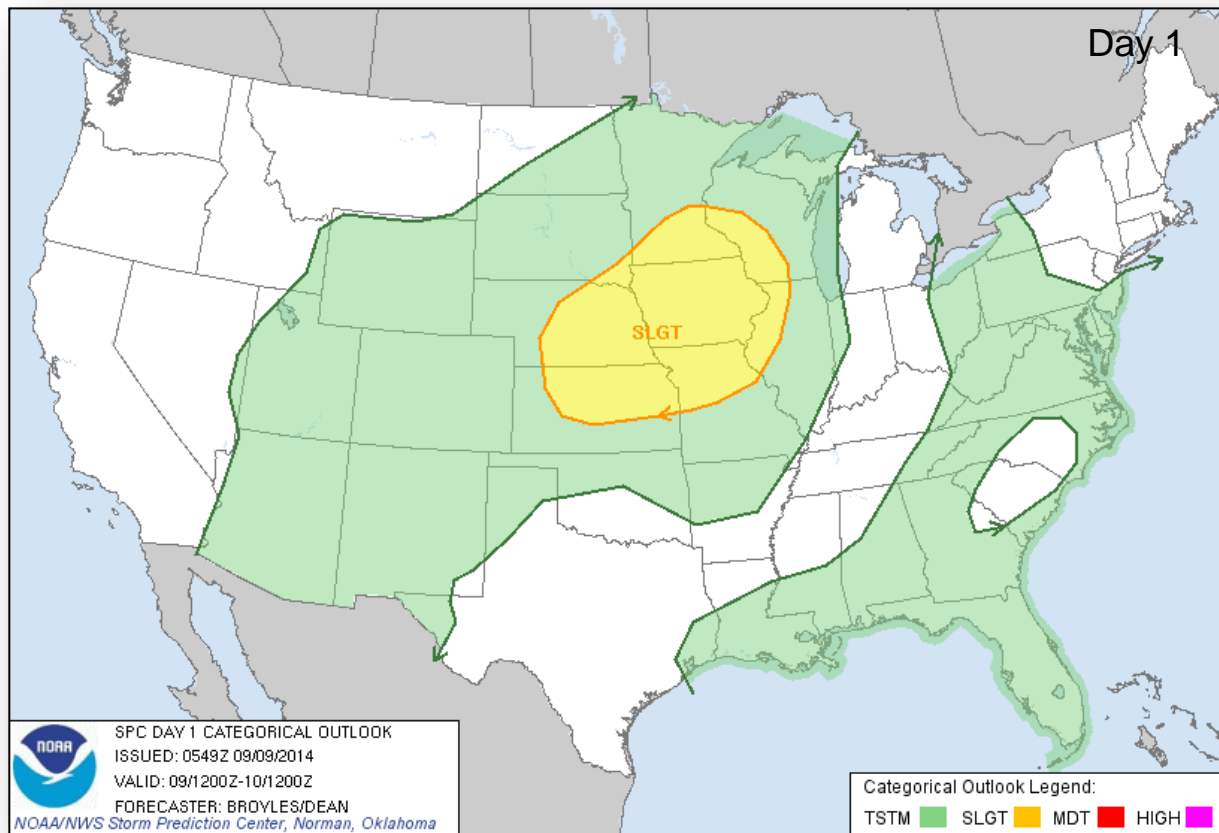 Day 1
SLGT
NOAA
SPC DAY 1 CATEGORICAL OUTLOOK
ISSUED: 0549Z 09/09/2014
VALID: 09/1200Z-10/1200Z
FORECASTER: BROYLES/DEAN
NOAA/NWS Storm Prediction Center, Norman, Oklahoma
Categorical Outlook Legend:
TSTM SLGT MDT HIGH